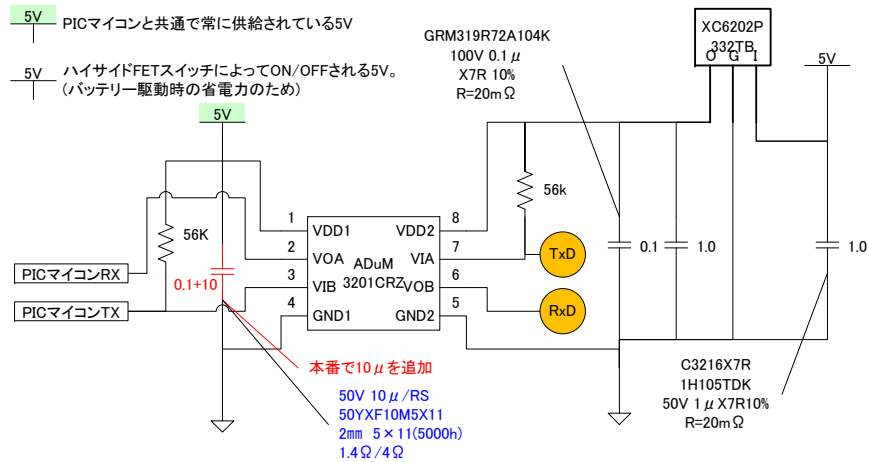 5V PICマイコンと共通で常に供給されている5V
5V ハイサイドFETスイッチによってON/OFFされる5V。
(バッテリー駆動時の省電力のため)
GRM319R72A104K
100V 0.1μ
X7R 10%
R=20mΩ
XC6202P
332TB
O G I
5V
5V
56K
0.1+10
PICマイコンRX
PICマイコンTX
1
2
3
4
VDD1
VOA
VIB
GND1
ADuM
3201CRZ
VDD2
VIA
VOB
GND2
8
7
6
5
56k
TxD
RxD
0.1
1.0
1.0
本番で10μを追加
50V 10μ/RS
50YXF10M5X11
2mm 5×11(5000h)
1.4Ω/4Ω
C3216X7R
1H105TDK
50V 1μX7R10%
R=20mΩ